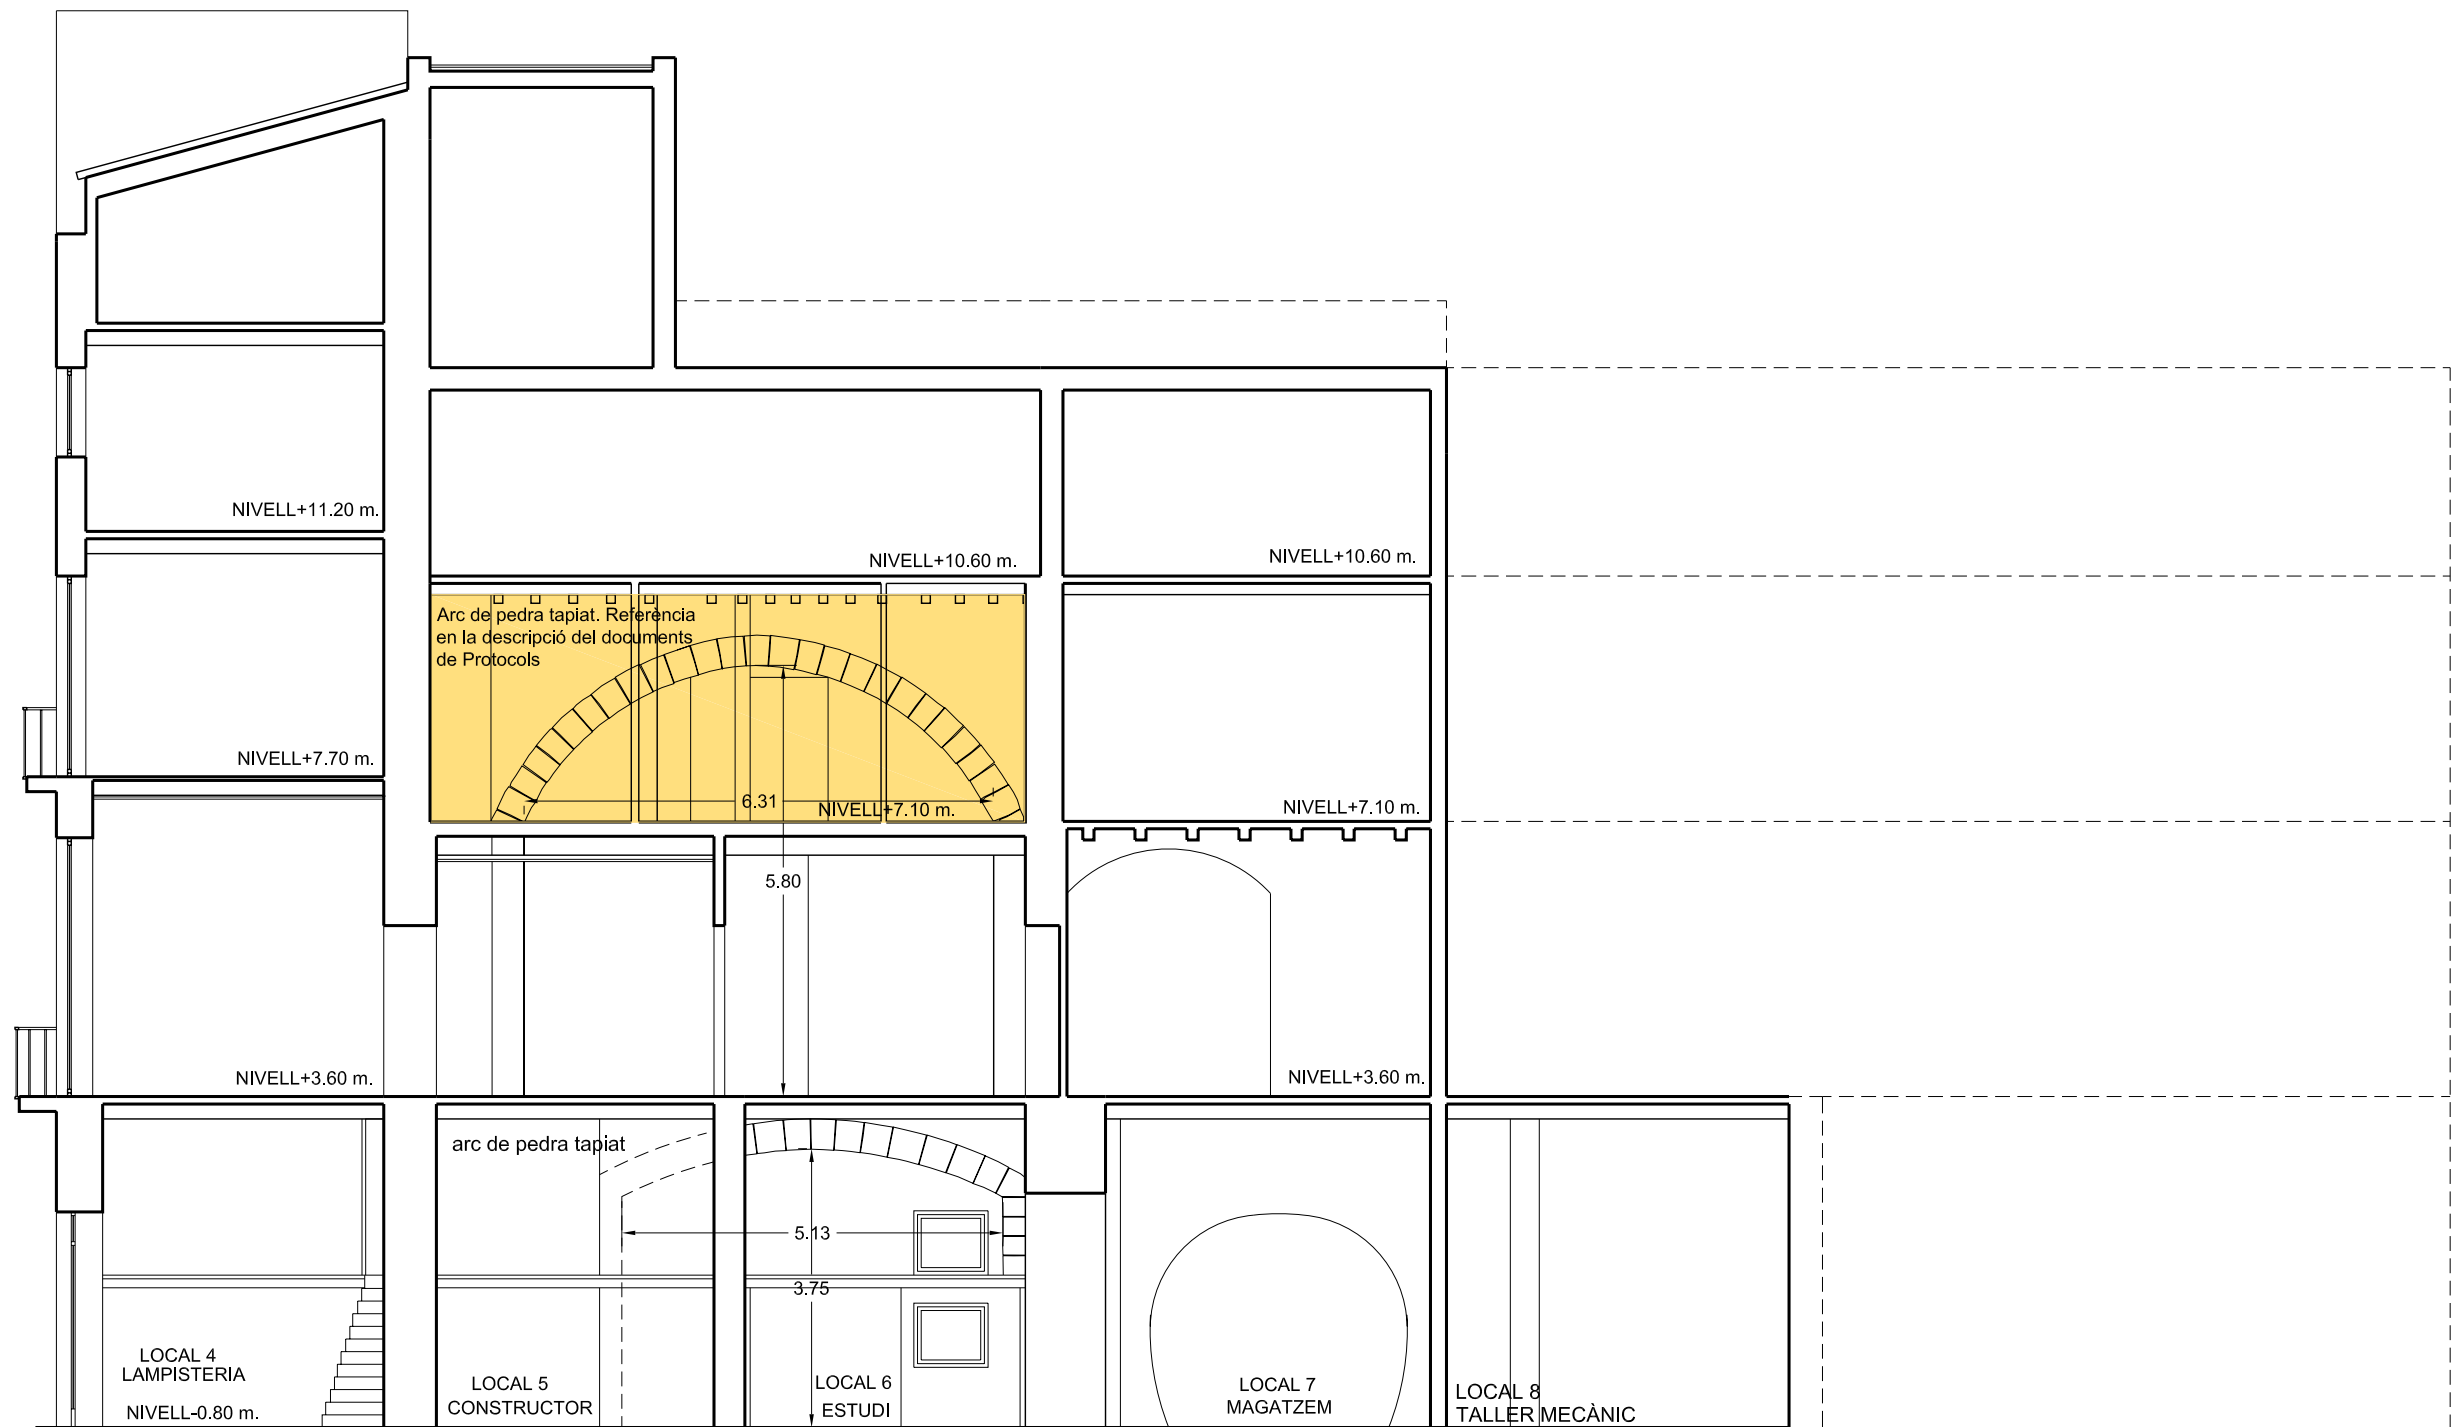 NIVELL+11.20 m.
NIVELL+10.60 m.
NIVELL+10.60 m.
Arc de pedra tapiat. Referència
en la descripció del documents
de Protocols
NIVELL+7.70 m.
6.31
NIVELL+7.10 m.
NIVELL+7.10 m.
5.80
NIVELL+3.60 m.
NIVELL+3.60 m.
arc de pedra tapiat
5.13
3.75
LOCAL 4
LAMPISTERIA
NIVELL-0.80 m.
LOCAL 5
CONSTRUCTOR
LOCAL 6
ESTUDI
LOCAL 7
MAGATZEM
LOCAL 8
TALLER MECÀNIC